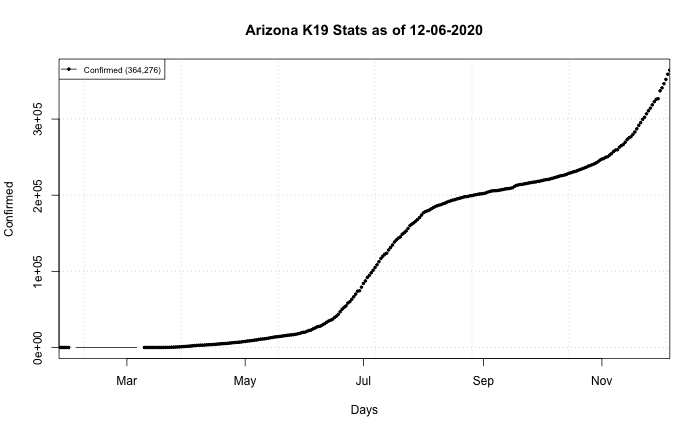 Arizona K19 Stats as of 12-06-2020
Confirmed (364,276)
3e+05
2e+05
1e+05
0e+00
Confirmed
Mar May Jul Sep Nov
Days